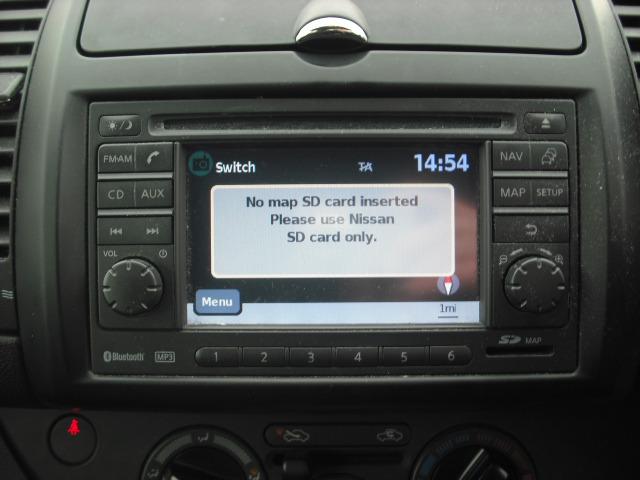 FM·AM
CD
AUX
VOL
Bluetooth
MP3
Switch
TA
14:54
No map SD card inserted
Please use Nissan
SD card only.
Menu
1mi
1
2
3
4
5
6
NAV
MAP
SETUP
SD MAP